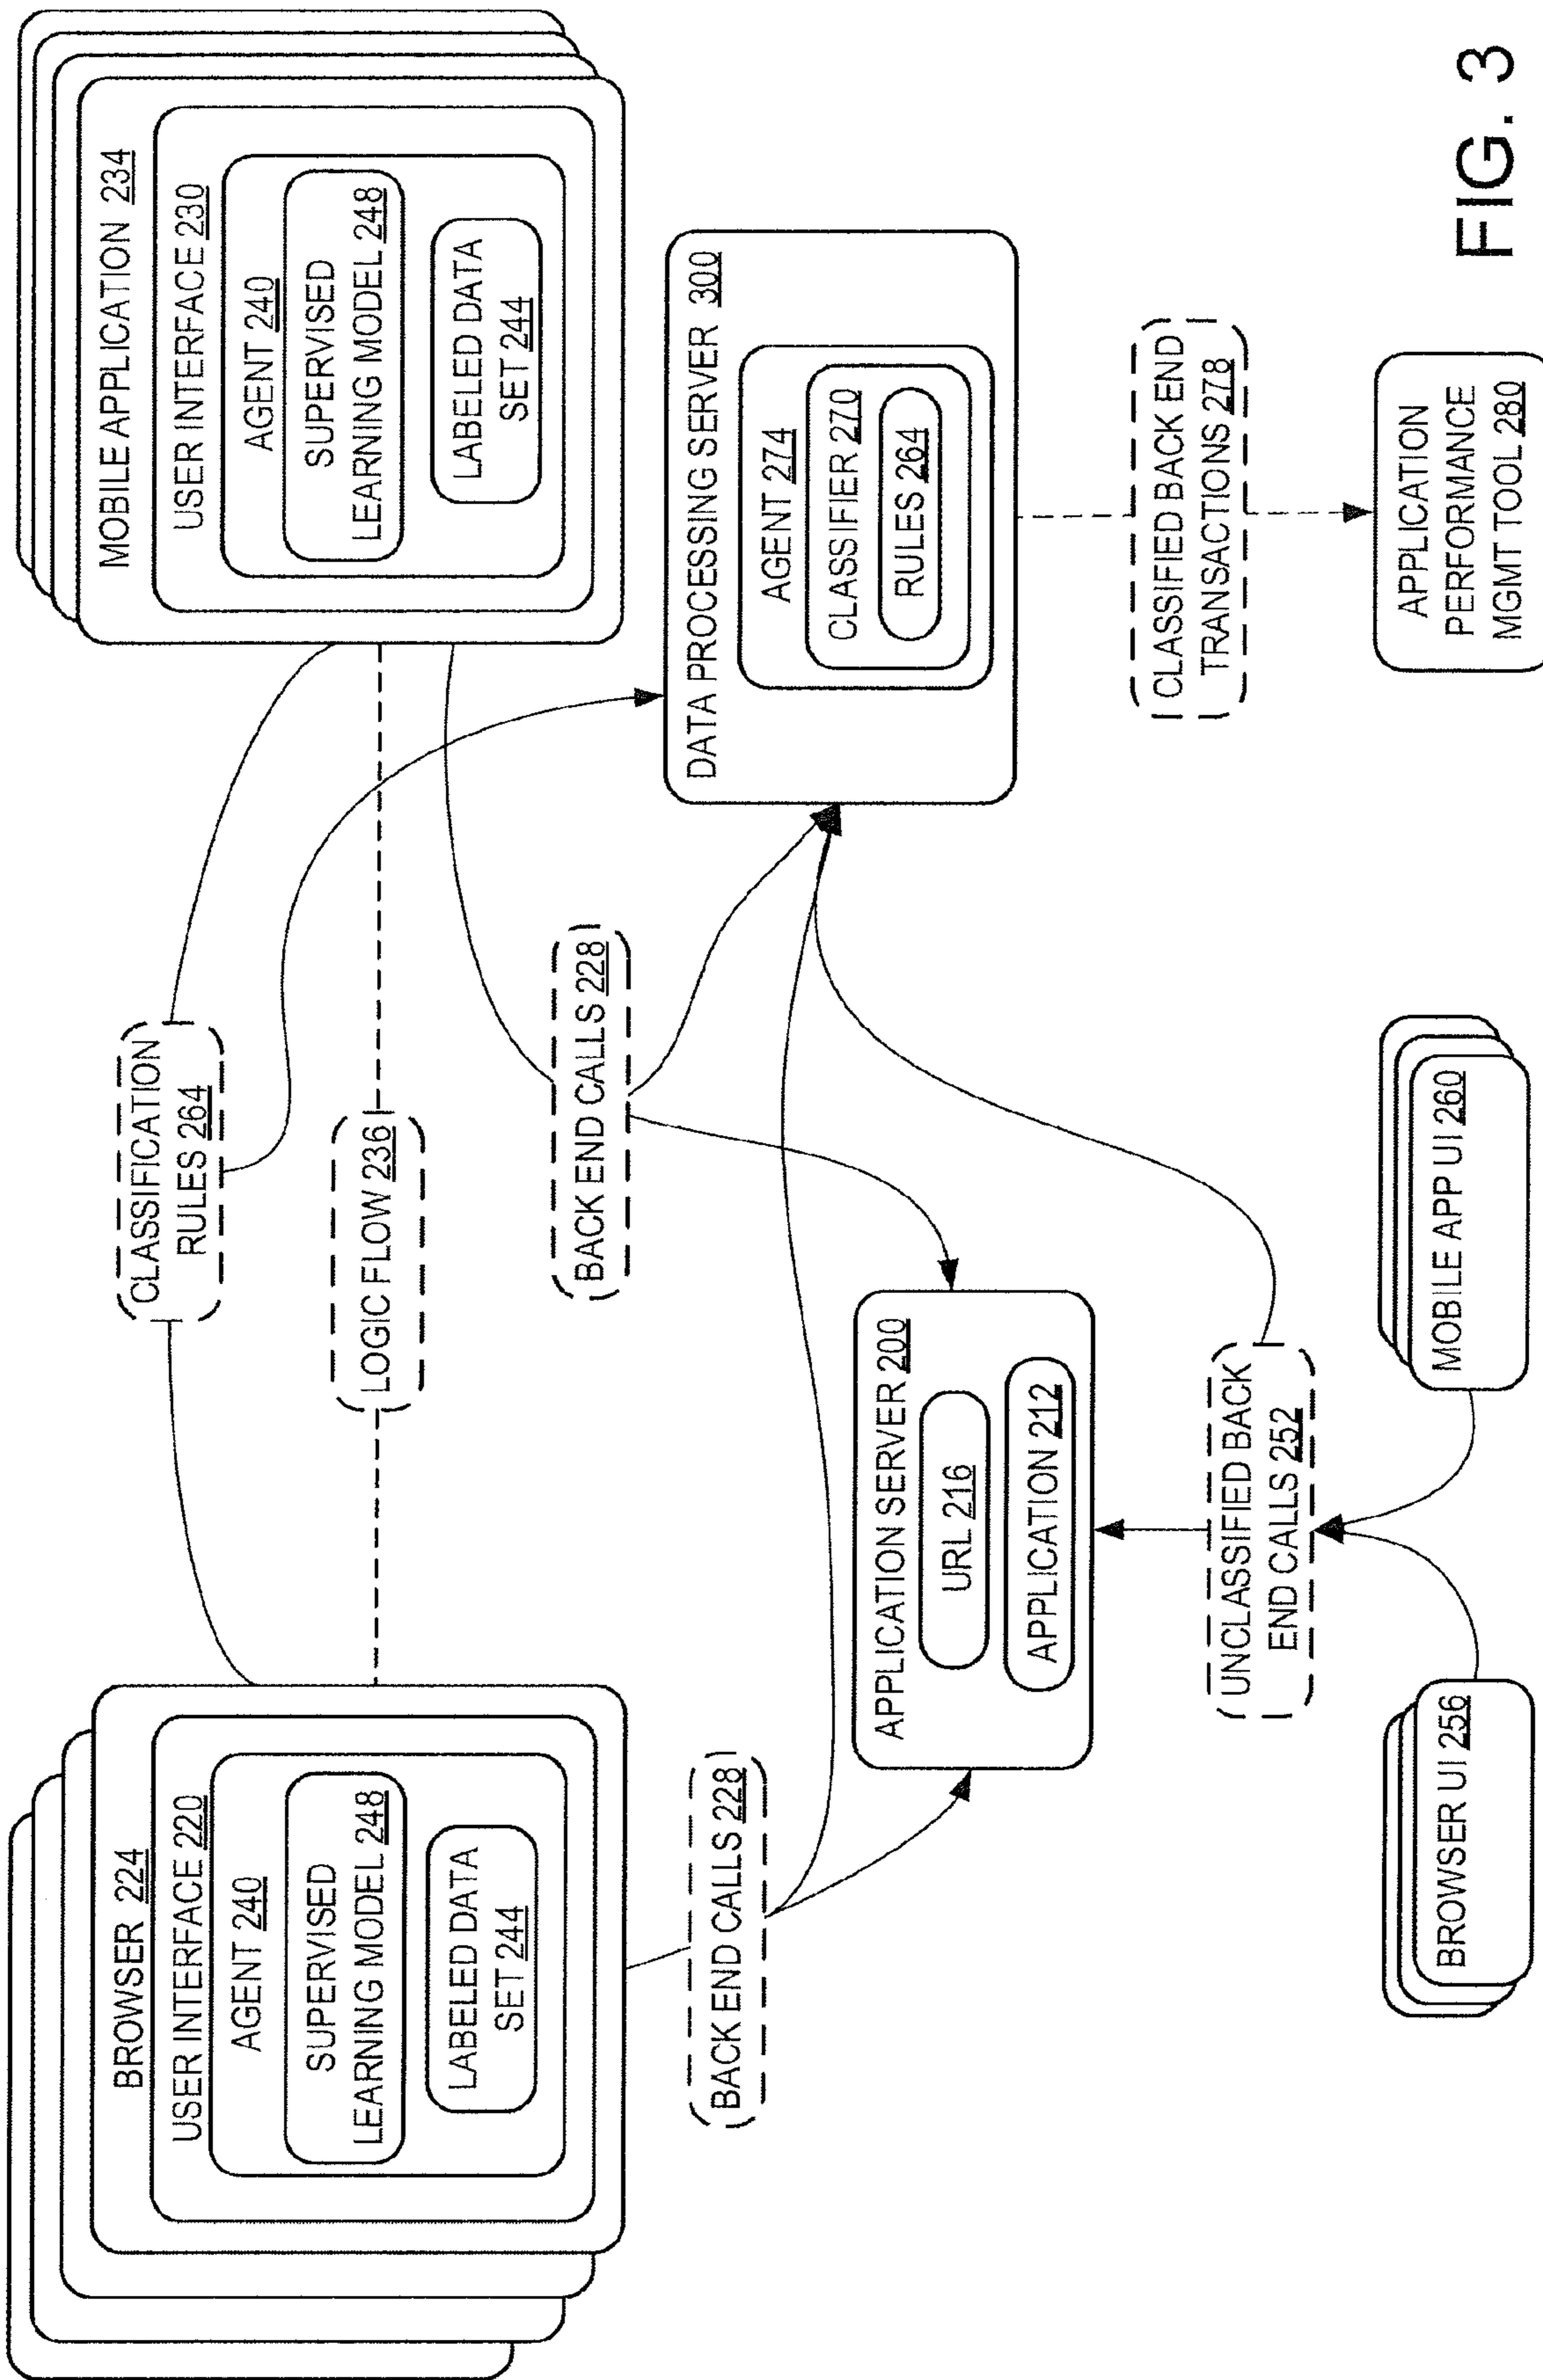 BROWSER 224
USER INTERFACE 220
AGENT 240
SUPERVISED
LEARNING MODEL 248
LABELED DATA
SET 244
CLASSIFICATION
RULES 264
LOGIC FLOW 236
MOBILE APPLICATION 234
USER INTERFACE 230
AGENT 240
SUPERVISED
LEARNING MODEL 248
LABELED DATA
SET 244
BACK END CALLS 228
BACK END CALLS 228
DATA PROCESSING SERVER 300
AGENT 274
CLASSIFIER 270
RULES 264
APPLICATION SERVER 200
URL 216
APPLICATION 212
UNCLASSIFIED BACK
END CALLS 252
CLASSIFIED BACK END
TRANSACTIONS 278
BROWSER UI 256
MOBILE APP UI 260
APPLICATION
PERFORMANCE
MGMT TOOL 280
FIG. 3